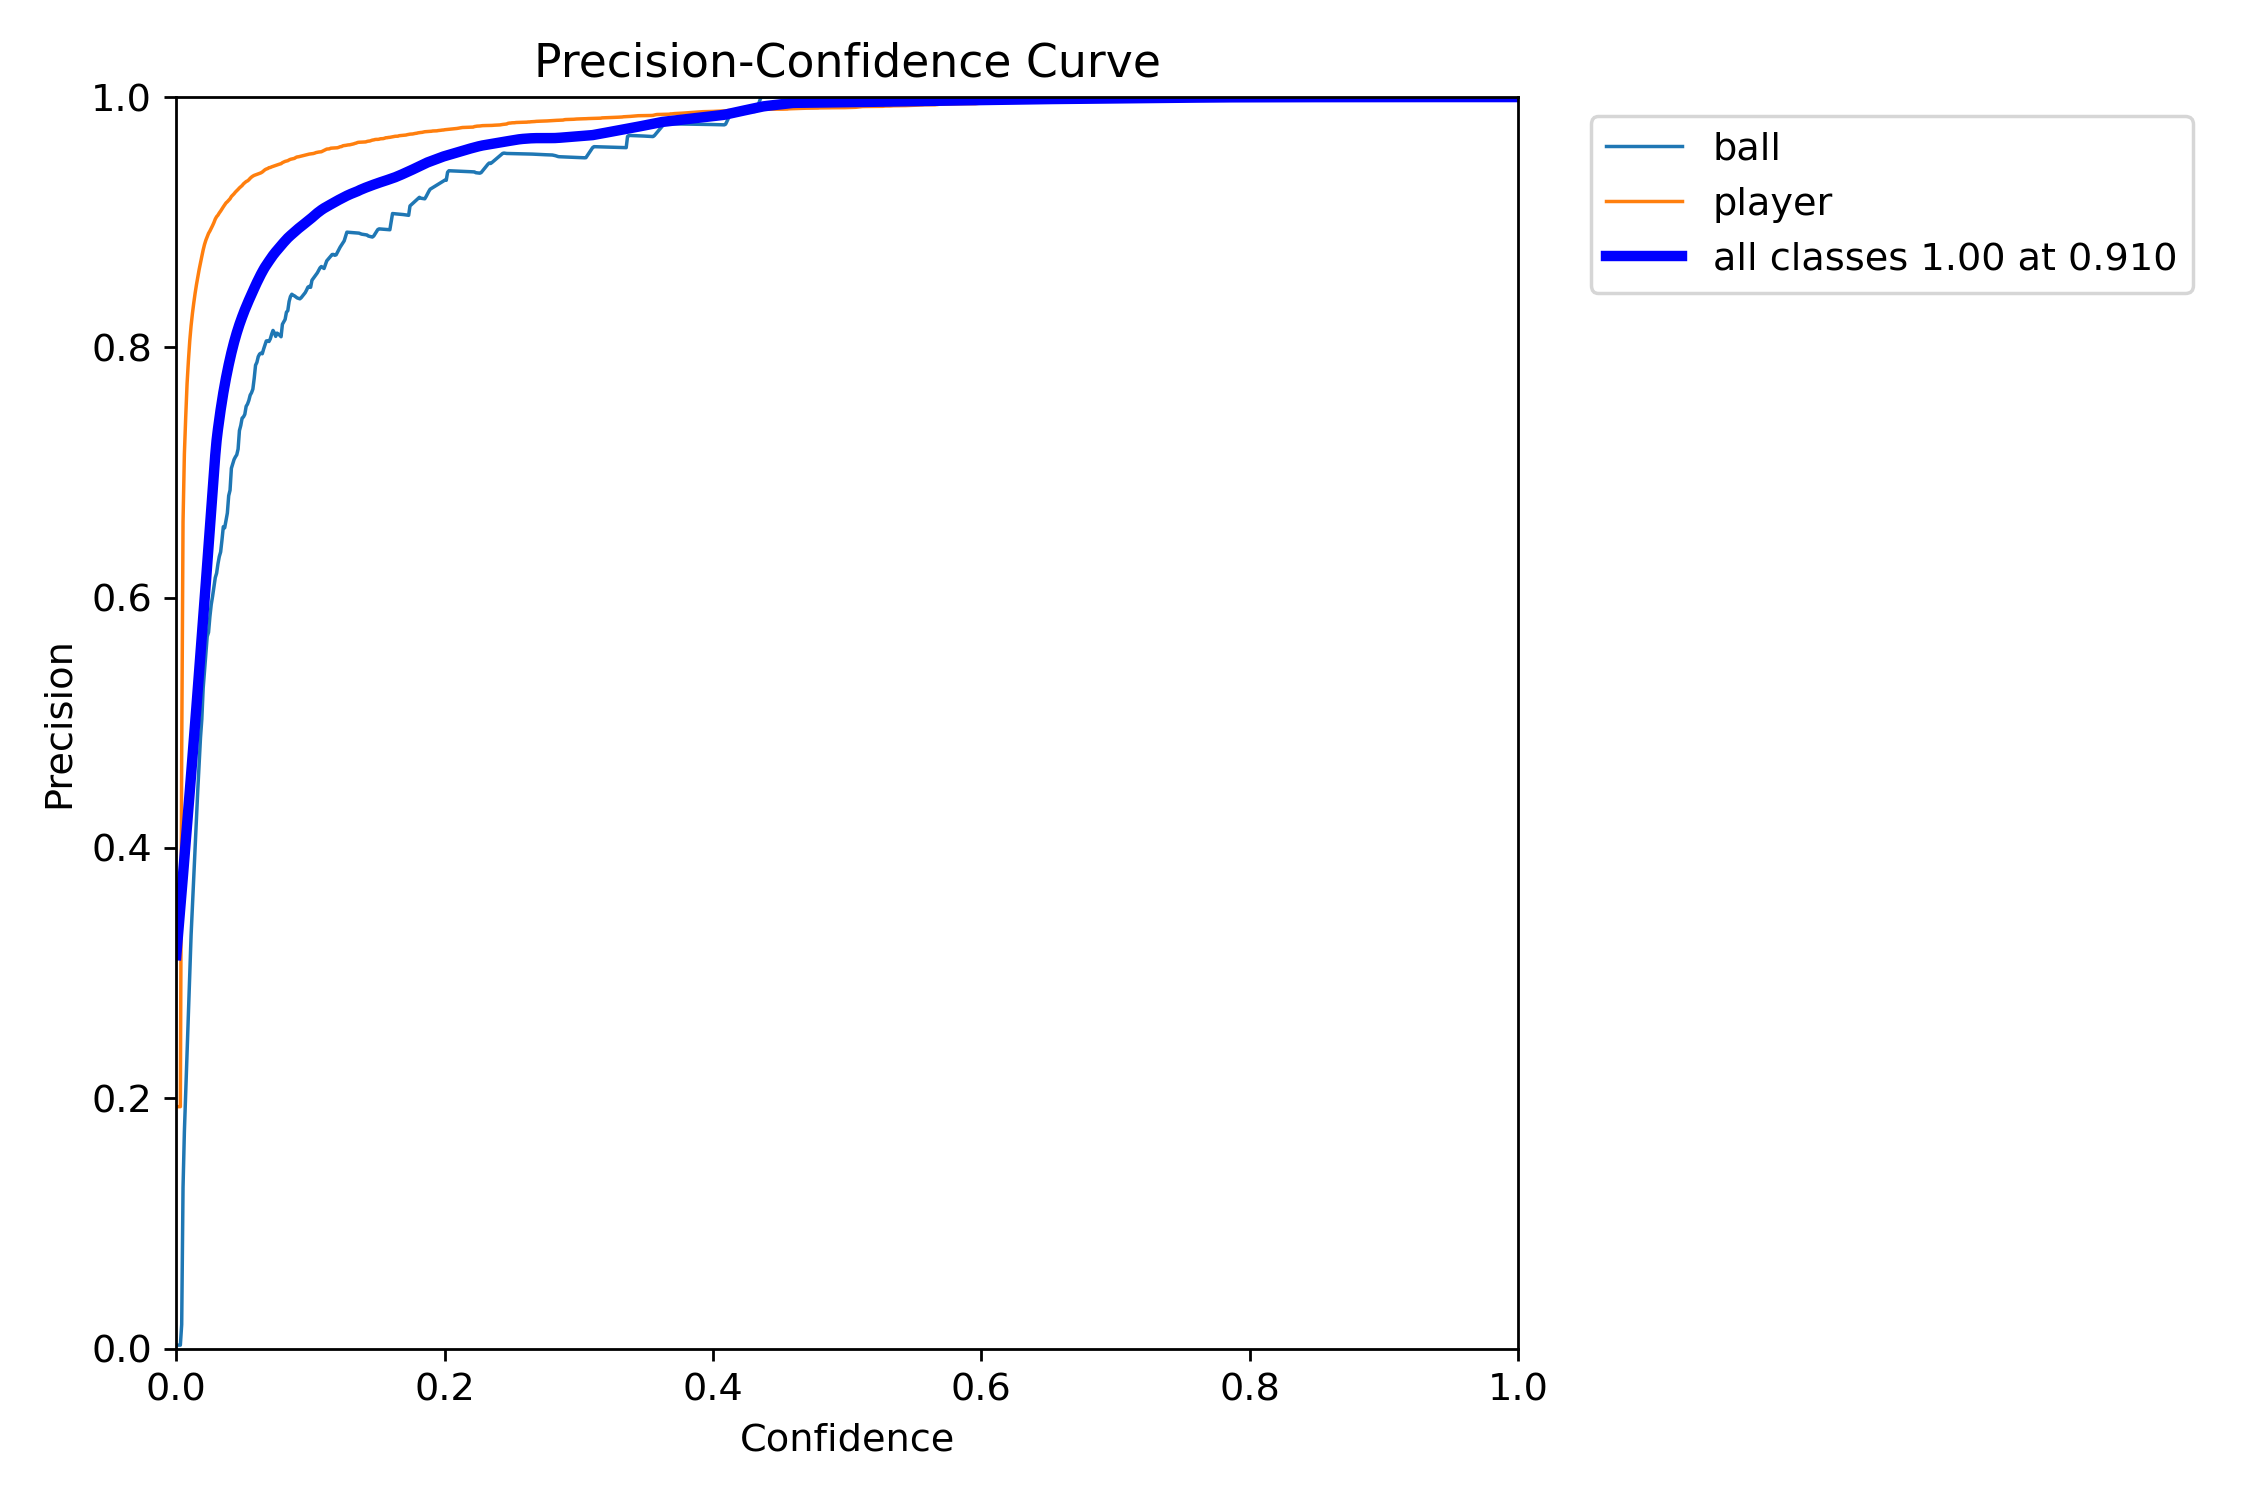 Precision-Confidence Curve
1.0
0.8
0.6
0.4
0.2
0.0
Precision
0.0 0.2 0.4 0.6 0.8 1.0
Confidence
ball
player
all classes 1.00 at 0.910